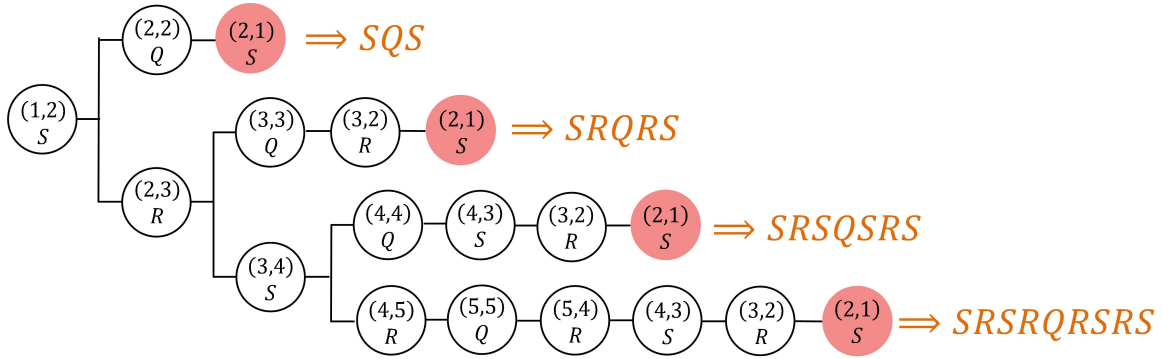 (2,2) Q
(2,1) S
⟹ SQS
(1,2) S
(3,3) Q
(3,2) R
(2,1) S
⟹ SRQRS
(2,3) R
(4,4) Q
(4,3) S
(3,2) R
(2,1) S
⟹ SRSQSRS
(3,4) S
(4,5) R
(5,5) Q
(5,4) R
(4,3) S
(3,2) R
(2,1) S
⟹ SRSRQRSRS